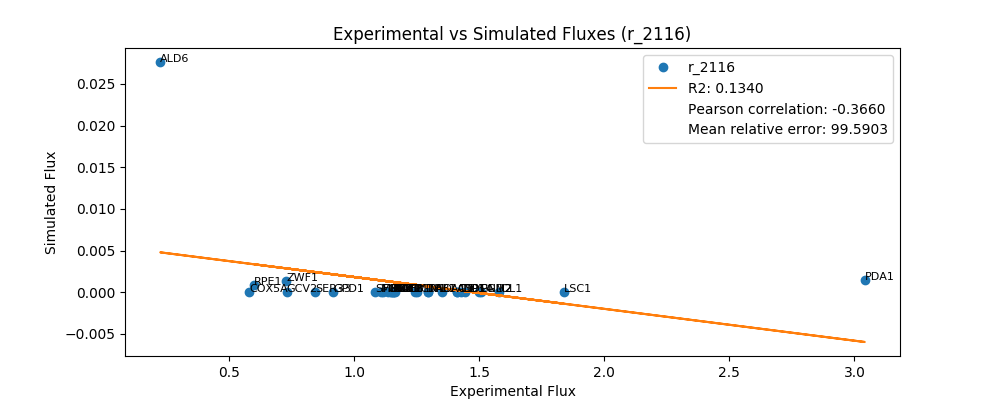 Experimental vs Simulated Fluxes (r_2116)
ALD6
r_2116
R2: 0.1340
Pearson correlation: -0.3660
Mean relative error: 99.5903
0.025
0.020
0.015
0.010
0.005
0.000
−0.005
Simulated Flux
RPE1
ZWF1
PDA1
COX5A
GCV2
SER33
GPD1
LSC1
0.5
1.0
1.5
2.0
2.5
3.0
Experimental Flux